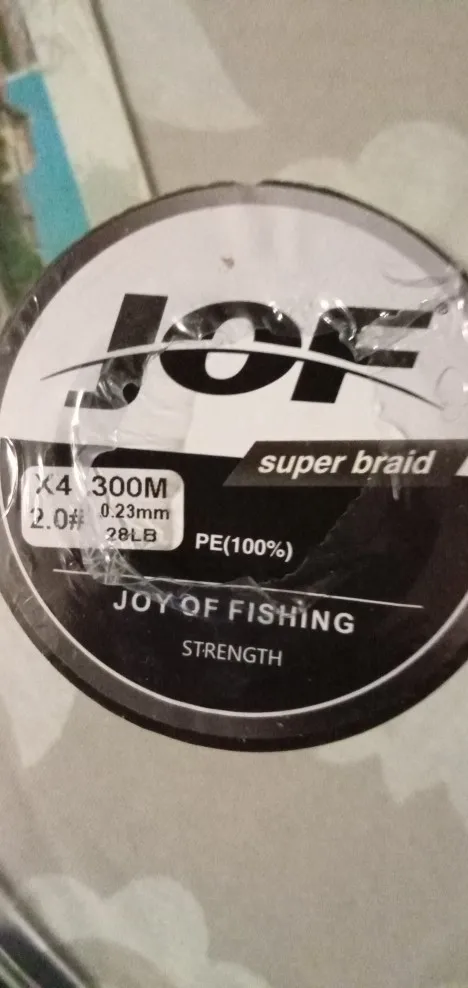 JOF
super braid
X4 300M
2.0# 0.23mm
28LB
PE(100%)
JOY OF FISHING
STRENGTH